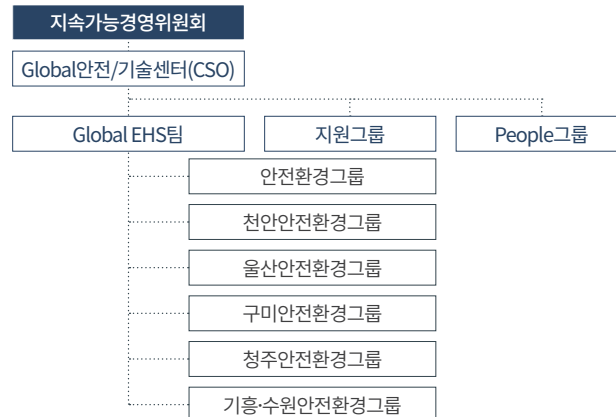 지속가능경영위원회
Global안전/기술센터(CSO)
Global EHS팀
지원그룹
People그룹
안전환경그룹
천안안전환경그룹
울산안전환경그룹
구미안전환경그룹
청주안전환경그룹
기흥·수원안전환경그룹